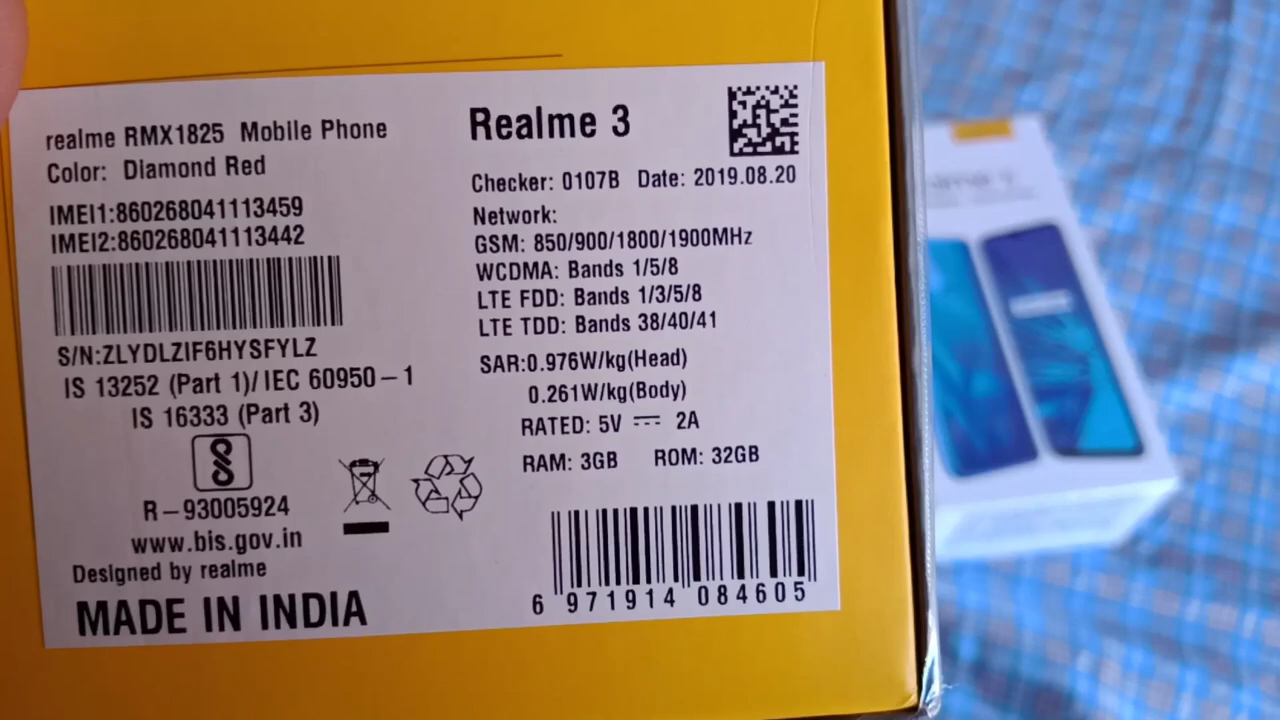 realme RMX1825 Mobile Phone
Color: Diamond Red
IMEI1:860268041113459
IMEI2:860268041113442
S/N:ZLYDLZIF6HYSFYLZ
IS 13252 (Part 1)/ IEC 60950-1
IS 16333 (Part 3)
R-93005924
www.bis.gov.in
Designed by realme
MADE IN INDIA
Realme 3
Checker: 0107B Date: 2019.08.20
Network:
GSM: 850/900/1800/1900MHz
WCDMA: Bands 1/5/8
LTE FDD: Bands 1/3/5/8
LTE TDD: Bands 38/40/41
SAR:0.976W/kg(Head)
0.261W/kg(Body)
RATED: 5V ⎓ 2A
RAM: 3GB ROM: 32GB
6 971914 084605